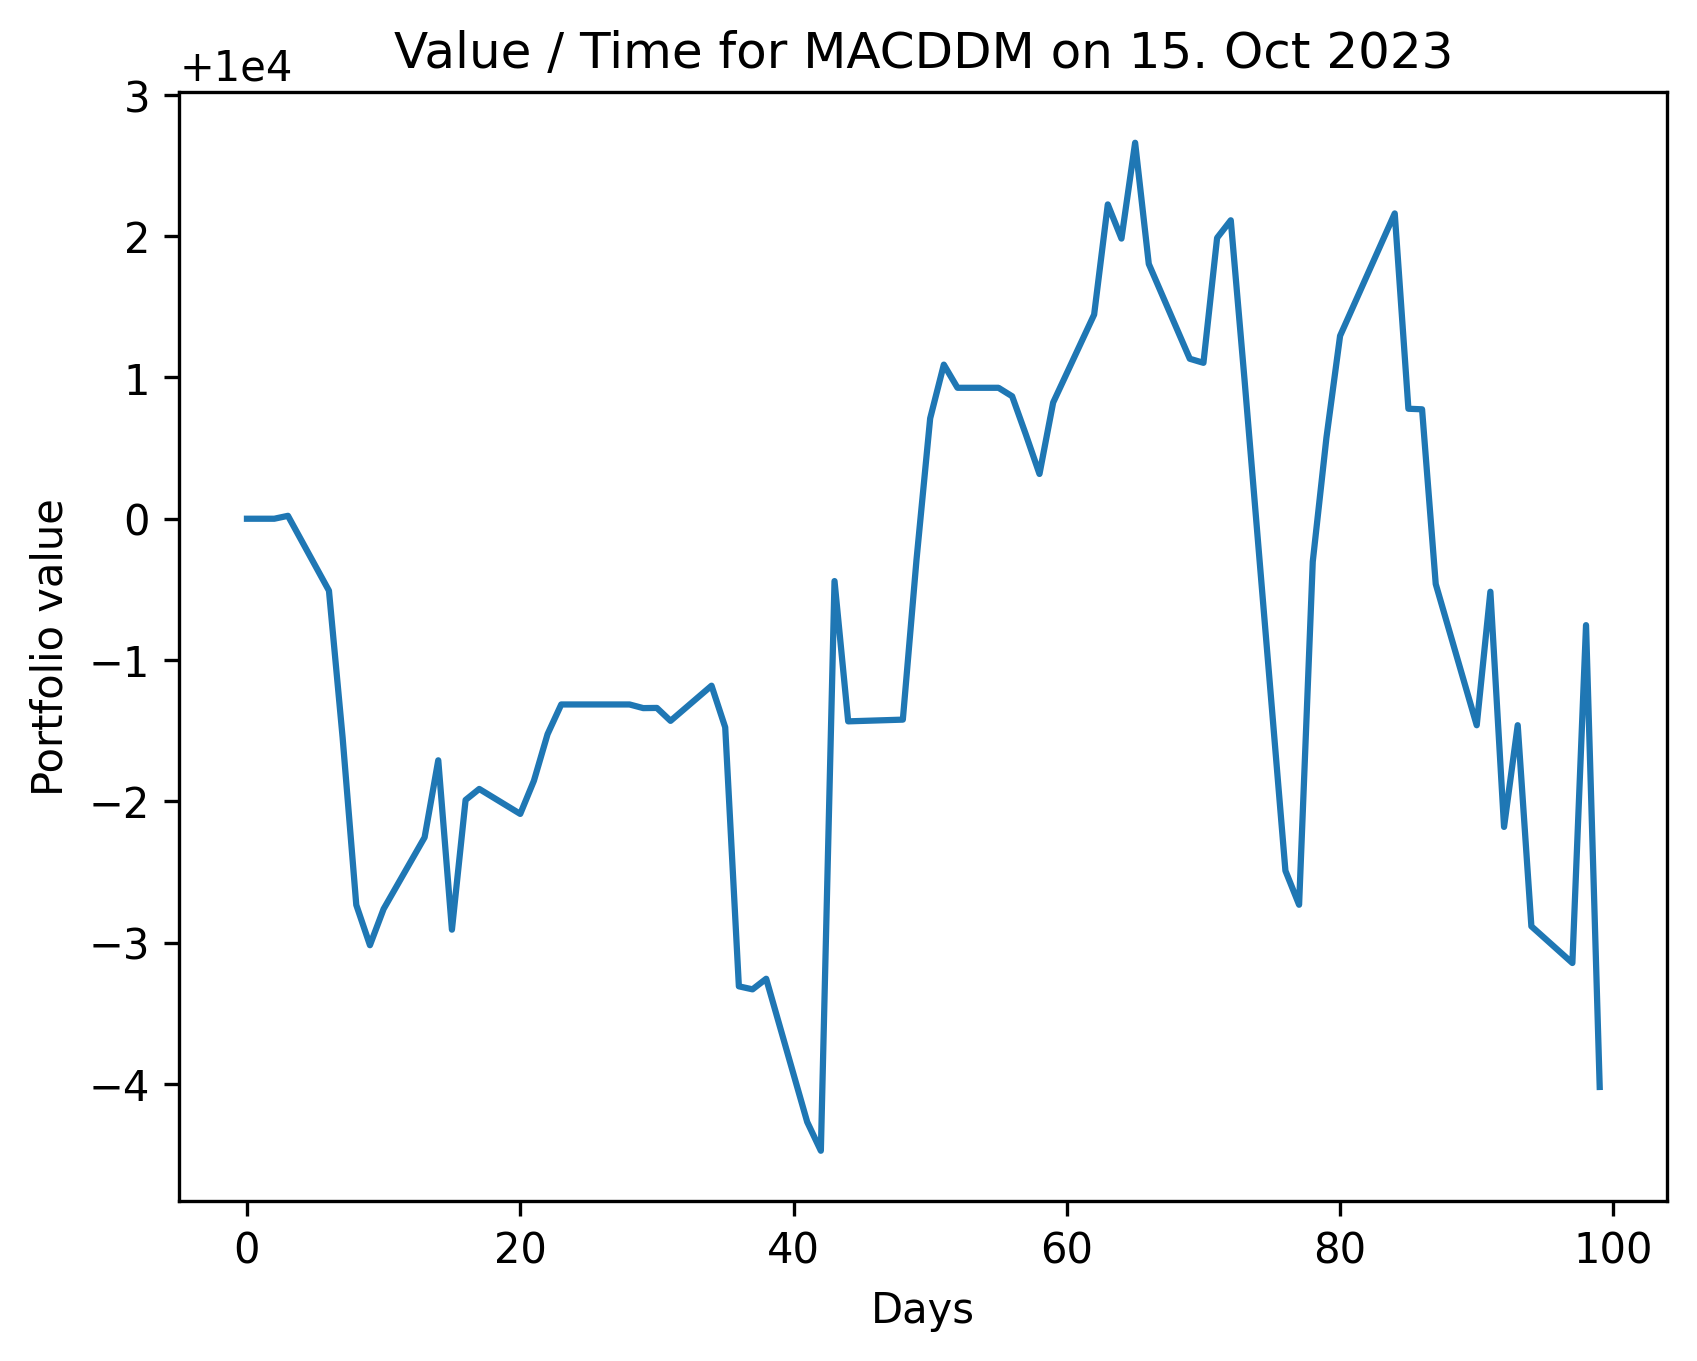 Value / Time for MACDDM on 15. Oct 2023
+1e4
3
2
1
0
−1
−2
−3
−4
Portfolio value
0 20 40 60 80 100
Days